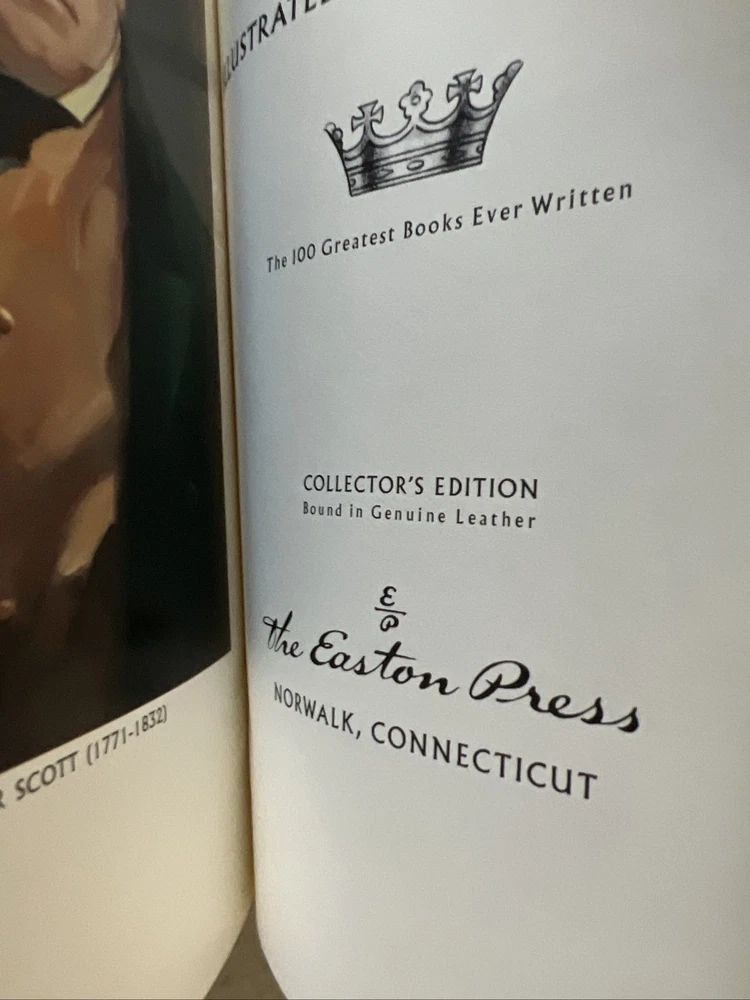 SCOTT (1771-1832)
ILLUSTRATED
The 100 Greatest Books Ever Written
COLLECTOR'S EDITION
Bound in Genuine Leather
E
P
the Easton Press
NORWALK, CONNECTICUT